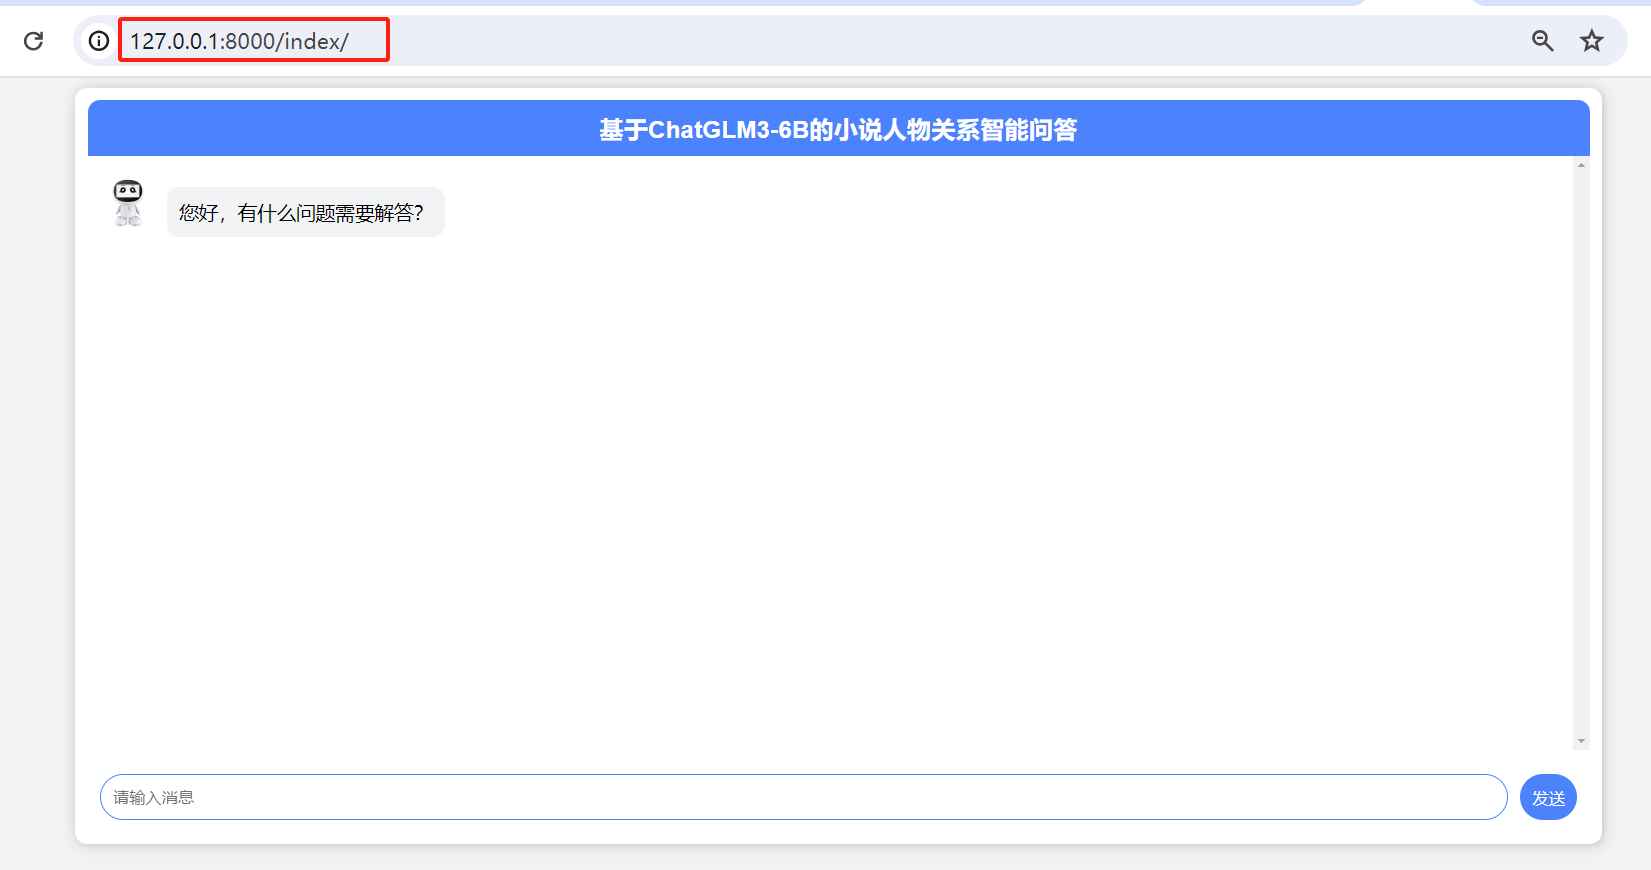 127.0.0.1:8000/index/
基于ChatGLM3-6B的小说人物关系智能问答
您好，有什么问题需要解答？
请输入消息
发送